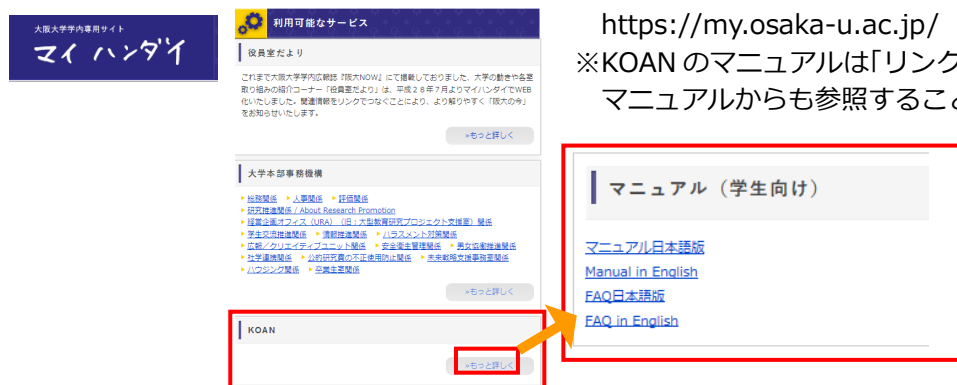 大阪大学学内専用サイト
マイ ハンダイ
利用可能なサービス
役員室だより
これまで大阪大学学内広報誌『阪大NOW』にて掲載しておりました、大学の動きや各室
取り組みの紹介コーナー「役員室だより」は、平成28年7月よりマイハンダイでWEB
化いたしました。関連情報をリンクでつなぐことにより、より解りやすく「阪大の今」
をお知らせいたします。
»もっと詳しく
大学本部事務機構
総務関係 人事関係 評価関係
研究推進関係 / About Research Promotion
経営企画オフィス（URA）（旧：大型教育研究プロジェクト支援室）関係
学生交流推進関係 情報推進関係 ハラスメント対策関係
広報／クリエイティブユニット関係 安全衛生管理関係 男女協働推進関係
社学連携関係 公的研究費の不正使用防止関係 未来戦略支援事務室関係
ハウジング関係 卒業生室関係
»もっと詳しく
KOAN
»もっと詳しく
https://my.osaka-u.ac.jp/
※KOAN のマニュアルは「リンク
マニュアルからも参照するこ
マニュアル（学生向け）
マニュアル日本語版
Manual in English
FAQ日本語版
FAQ in English